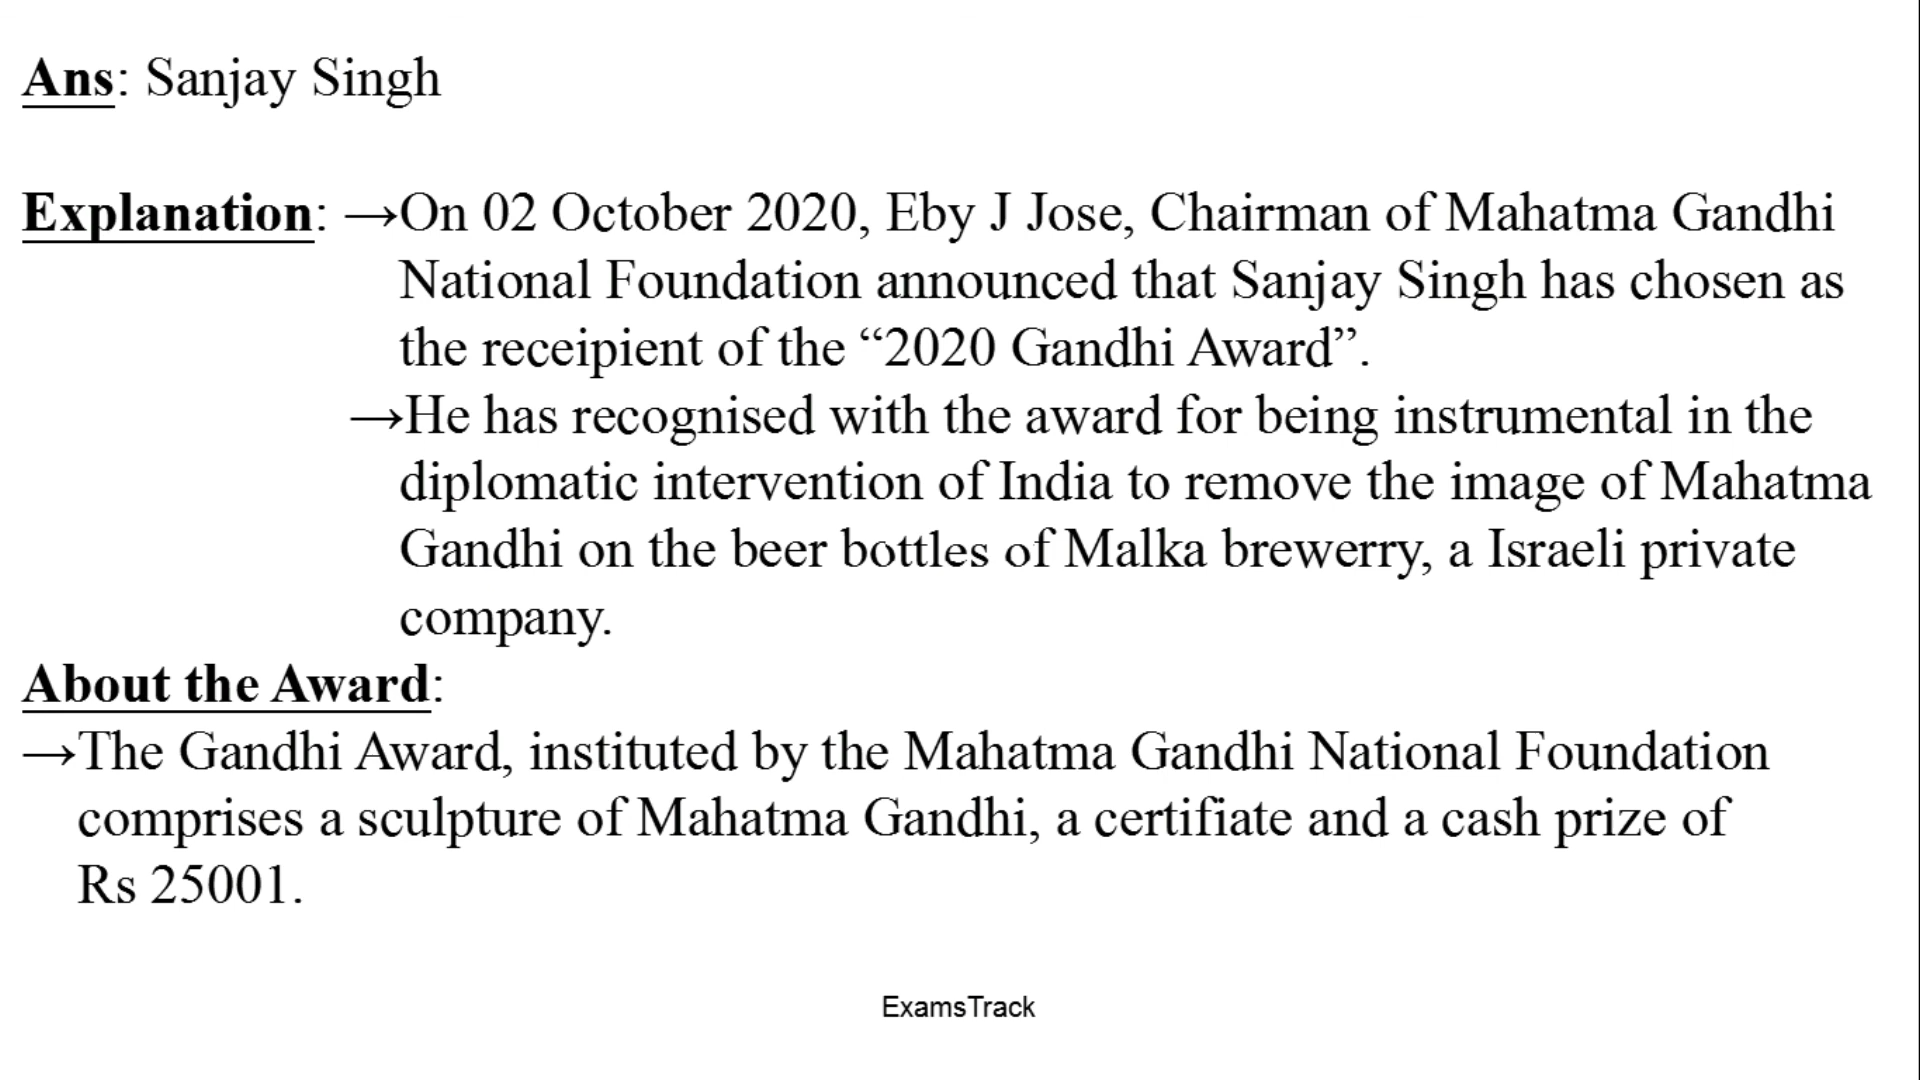 Ans: Sanjay Singh
Explanation: →On 02 October 2020, Eby J Jose, Chairman of Mahatma Gandhi
National Foundation announced that Sanjay Singh has chosen as
the receipient of the “2020 Gandhi Award”.
→He has recognised with the award for being instrumental in the
diplomatic intervention of India to remove the image of Mahatma
Gandhi on the beer bottles of Malka brewerry, a Israeli private
company.
About the Award:
→The Gandhi Award, instituted by the Mahatma Gandhi National Foundation
comprises a sculpture of Mahatma Gandhi, a certifiate and a cash prize of
Rs 25001.
ExamsTrack